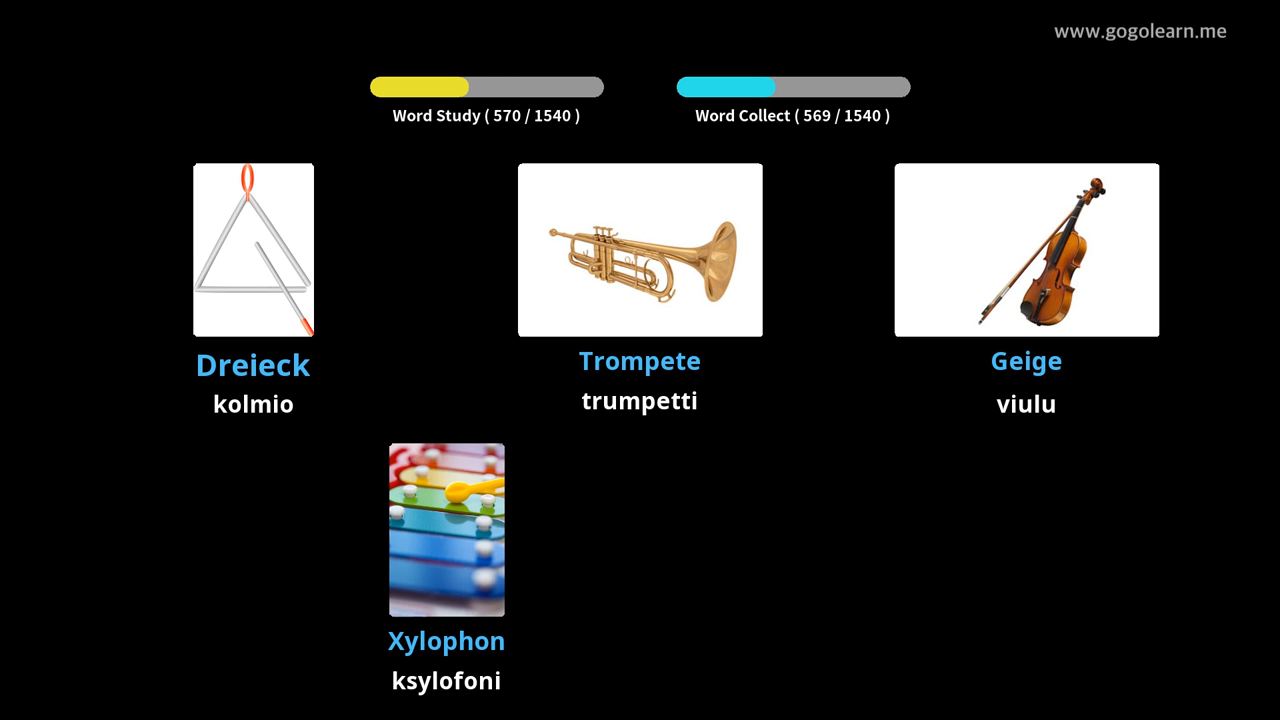 www.gogolearn.me
Word Study ( 570 / 1540 )
Word Collect ( 569 / 1540 )
Dreieck
kolmio
Trompete
trumpetti
Geige
viulu
Xylophon
ksylofoni